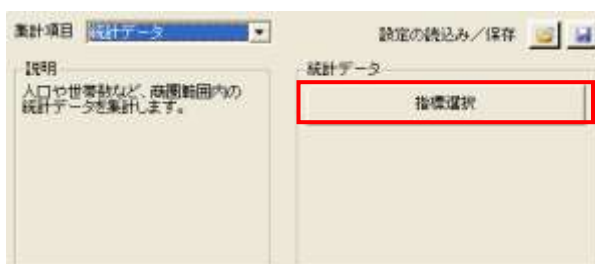 集計項目 統計データ
設定の読込み/保存
説明
人口や世帯数など、商圏範囲内の
統計データを集計します。
統計データ
指標選択